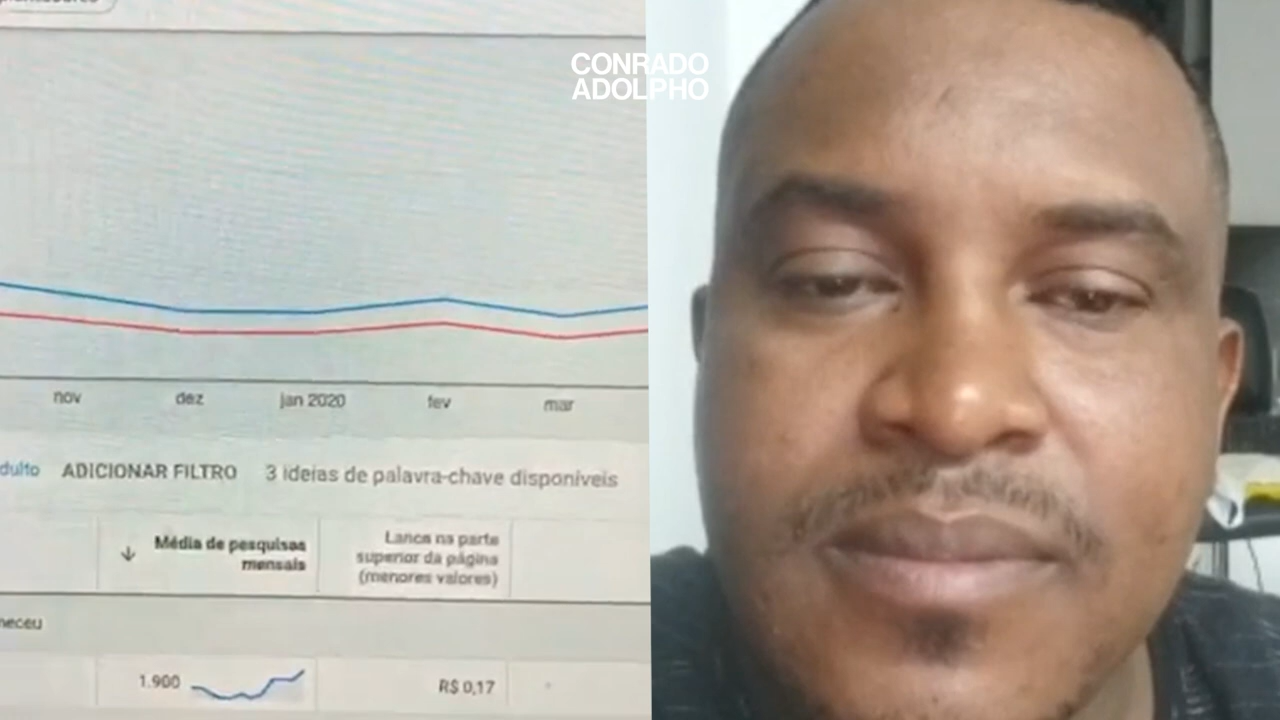 CONRADO
ADOLPHO
nov dez jan 2020 fev mar
ADICIONAR FILTRO 3 ideias de palavra-chave disponíveis
Média de pesquisas
mensais
Lance na parte
superior da página
(menores valores)
1.900 R$ 0,17